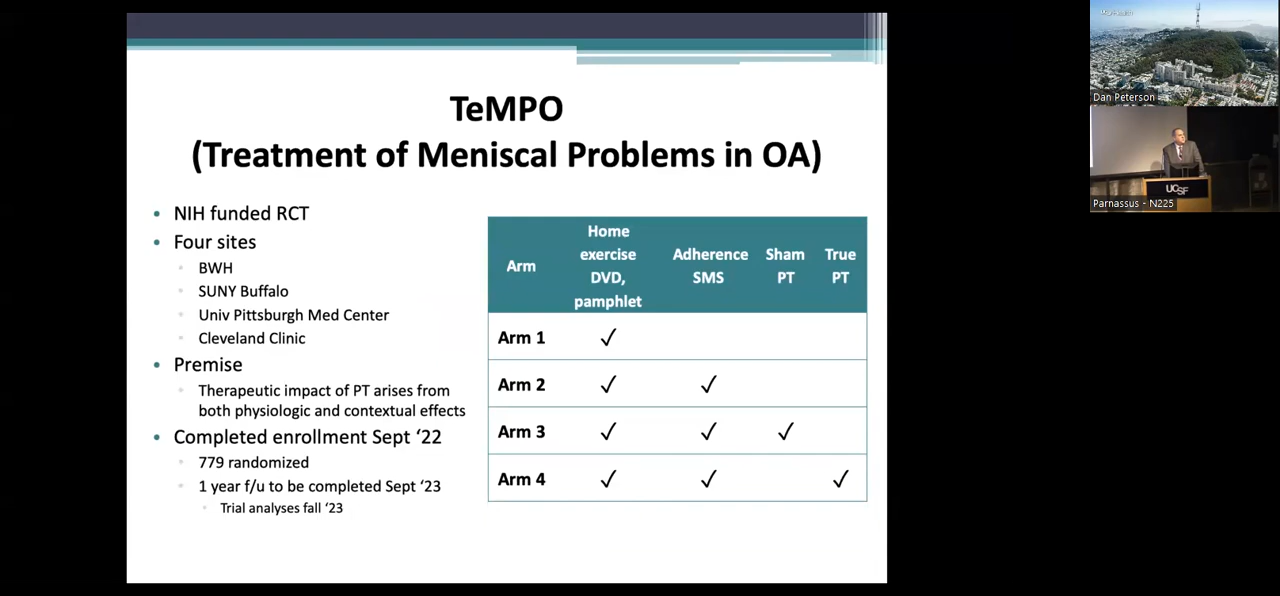 TeMPO
(Treatment of Meniscal Problems in OA)
• NIH funded RCT
• Four sites
▫ BWH
▫ SUNY Buffalo
▫ Univ Pittsburgh Med Center
▫ Cleveland Clinic
• Premise
▫ Therapeutic impact of PT arises from
both physiologic and contextual effects
• Completed enrollment Sept ‘22
▫ 779 randomized
▫ 1 year f/u to be completed Sept ‘23
▫ Trial analyses fall ‘23
Arm
Home
exercise
DVD,
pamphlet
Adherence
SMS
Sham
PT
True
PT
Arm 1 ✓
Arm 2 ✓ ✓
Arm 3 ✓ ✓ ✓
Arm 4 ✓ ✓ ✓
Dan Peterson
UCSF
Parnassus - N225